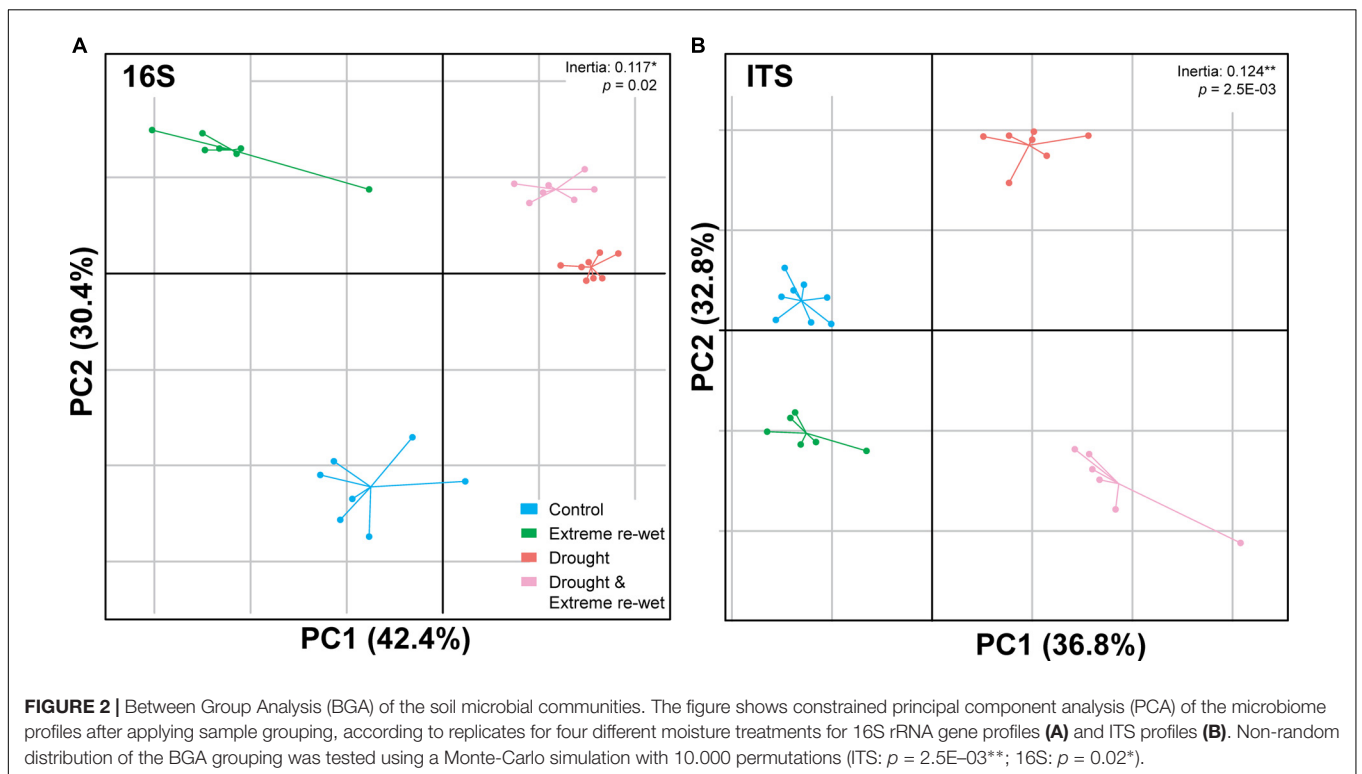 A
16S
Inertia: 0.117*
p = 0.02
PC2 (30.4%)
Control
Extreme re-wet
Drought
Drought &
Extreme re-wet
PC1 (42.4%)
B
ITS
Inertia: 0.124**
p = 2.5E-03
PC2 (32.8%)
PC1 (36.8%)
FIGURE 2 | Between Group Analysis (BGA) of the soil microbial communities. The figure shows constrained principal component analysis (PCA) of the microbiome
profiles after applying sample grouping, according to replicates for four different moisture treatments for 16S rRNA gene profiles (A) and ITS profiles (B). Non-random
distribution of the BGA grouping was tested using a Monte-Carlo simulation with 10.000 permutations (ITS: p = 2.5E–03**; 16S: p = 0.02*).